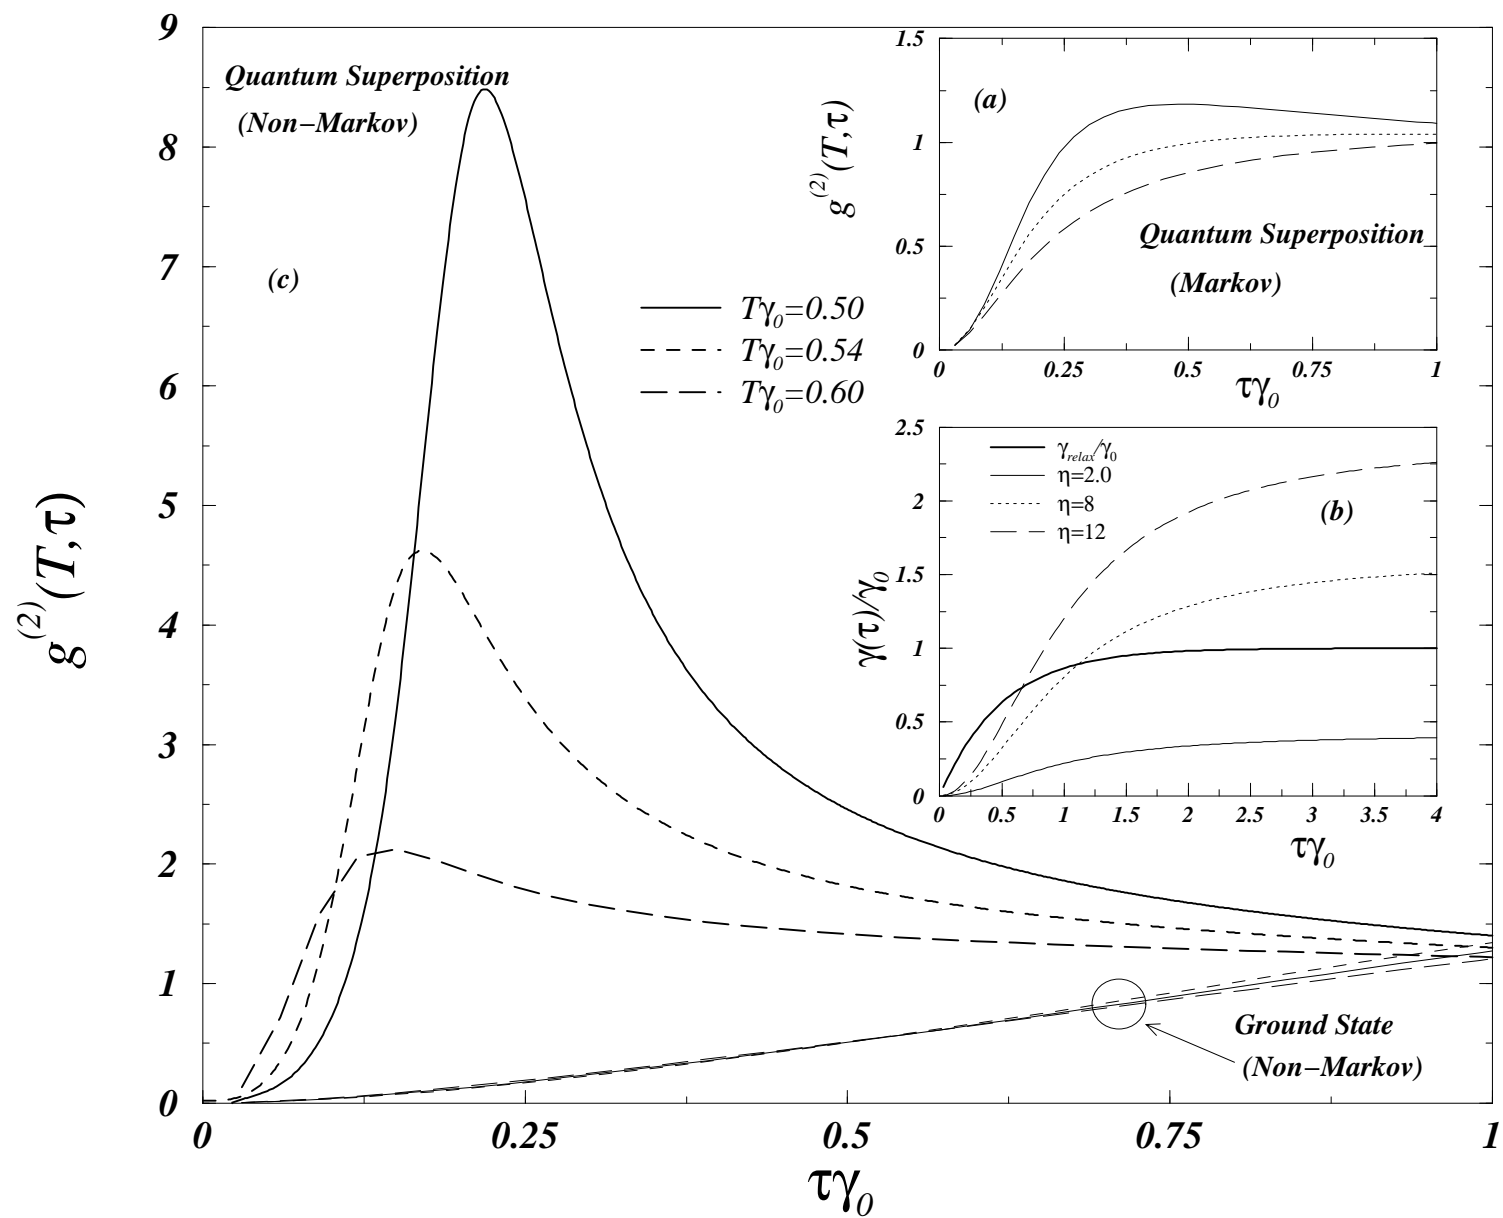 9
8
7
6
5
4
3
2
1
0
g(2)(T,τ)
0 0.25 0.5 0.75 1
τγ0
Quantum Superposition
(Non−Markov)
(c)
Tγ0=0.50
Tγ0=0.54
Tγ0=0.60
Ground State
(Non−Markov)
1.5
1
0.5
0
g(2)(T,τ)
(a)
Quantum Superposition
(Markov)
0 0.25 0.5 0.75 1
τγ0
2.5
2
1.5
1
0.5
0
γ(τ)/γ0
γrelax/γ0
η=2.0
η=8
η=12
(b)
0 0.5 1 1.5 2 2.5 3 3.5 4
τγ0